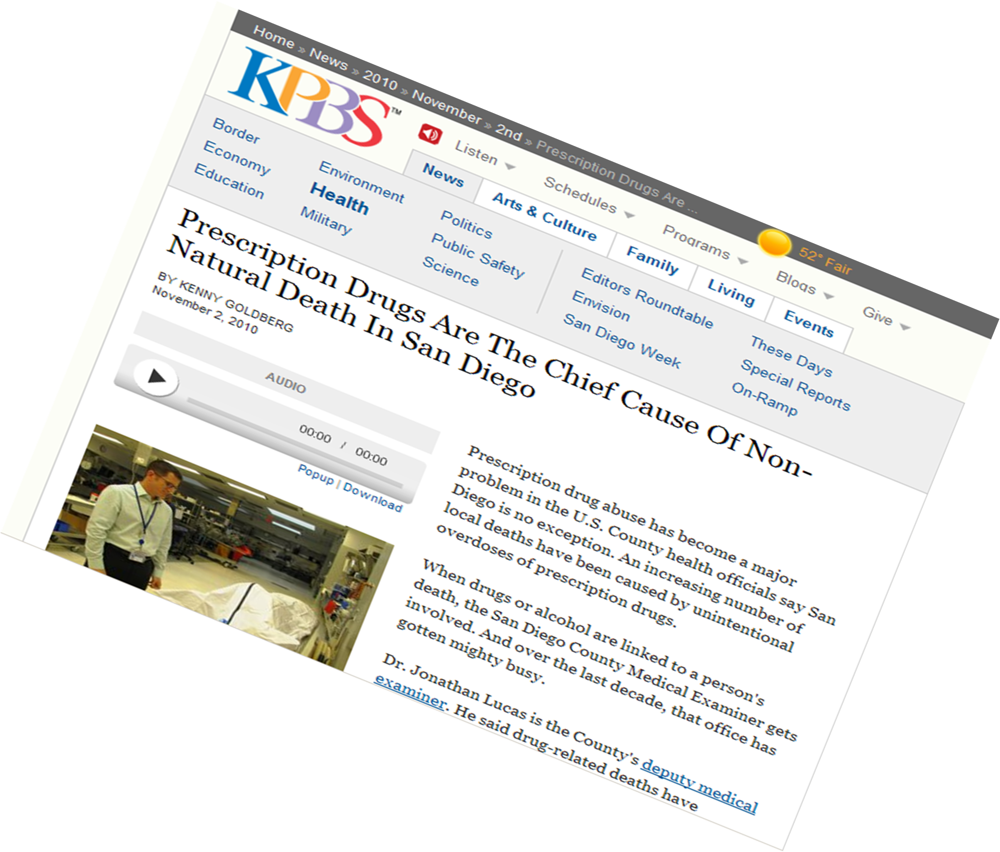 Home » News » 2010 » November » 2nd » Prescription Drugs Are ...
52° Fair
KPBS™
Listen
Schedules
Programs
Blogs
Give
News
Arts & Culture
Family
Living
Events
Border
Economy
Education
Environment
Health
Military
Politics
Public Safety
Science
Editors Roundtable
Envision
San Diego Week
These Days
Special Reports
On-Ramp
Prescription Drugs Are The Chief Cause Of Non-
Natural Death In San Diego
BY KENNY GOLDBERG
November 2, 2010
AUDIO
00:00 / 00:00
Popup | Download
Prescription drug abuse has become a major
problem in the U.S. County health officials say San
Diego is no exception. An increasing number of
local deaths have been caused by unintentional
overdoses of prescription drugs.
When drugs or alcohol are linked to a person's
death, the San Diego County Medical Examiner gets
involved. And over the last decade, that office has
gotten mighty busy.
Dr. Jonathan Lucas is the County's deputy medical
examiner. He said drug-related deaths have